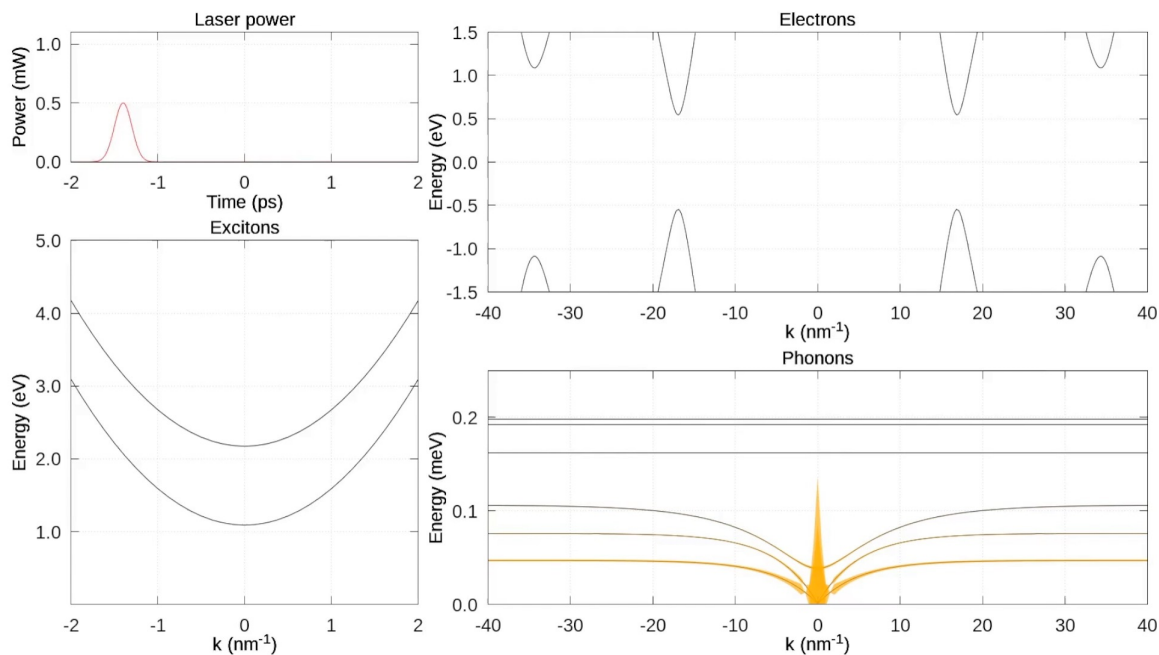 Laser power
Power (mW)
1.0
0.5
0.0
-2 -1 0 1 2
Time (ps)
Electrons
Energy (eV)
1.5
1.0
0.5
0.0
-0.5
-1.0
-1.5
-40 -30 -20 -10 0 10 20 30 40
k (nm-1)
Excitons
Energy (eV)
5.0
4.0
3.0
2.0
1.0
-2 -1 0 1 2
k (nm-1)
Phonons
Energy (meV)
0.2
0.1
0.0
-40 -30 -20 -10 0 10 20 30 40
k (nm-1)